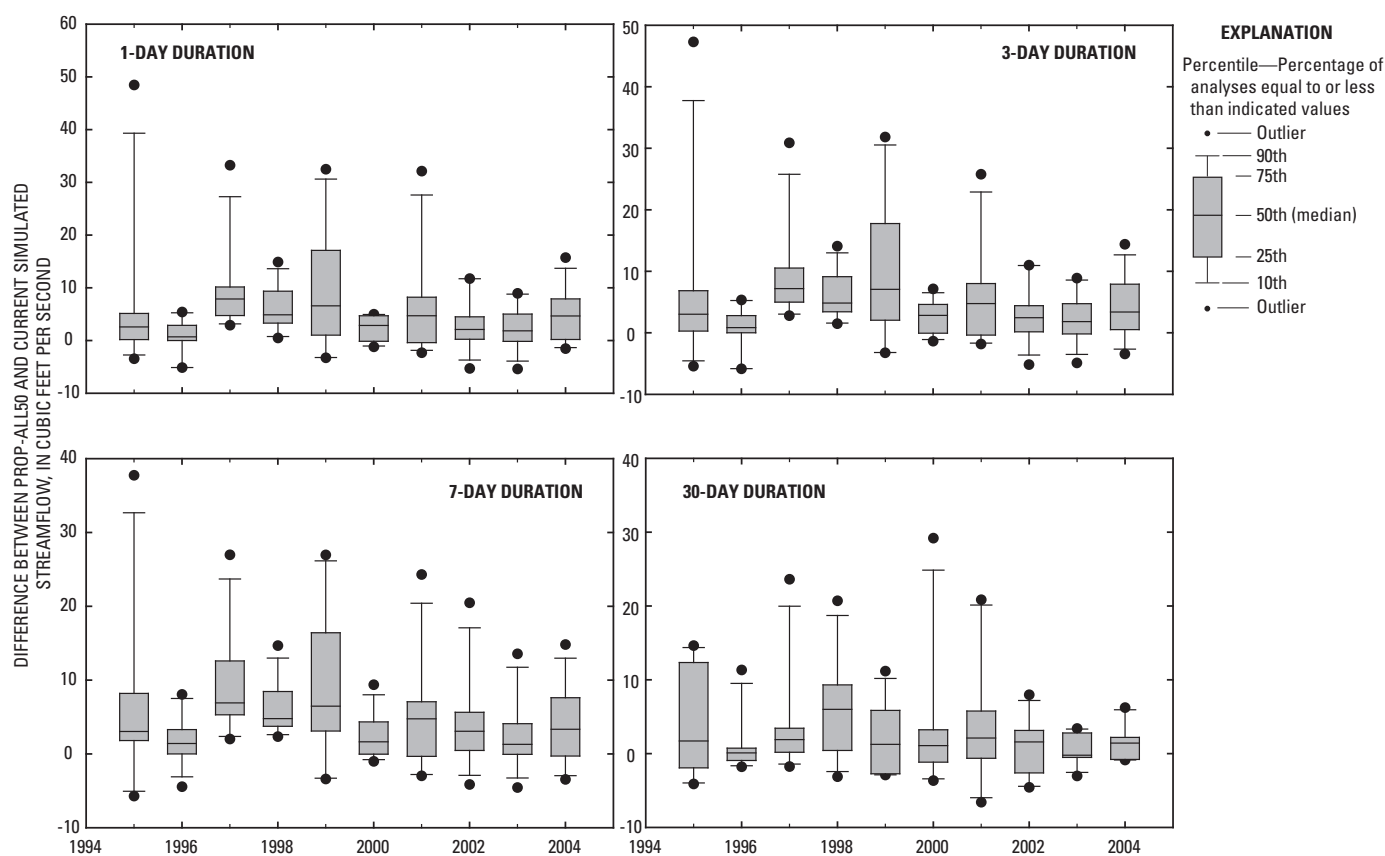 DIFFERENCE BETWEEN PROP-ALL50 AND CURRENT SIMULATED
STREAMFLOW, IN CUBIC FEET PER SECOND
1-DAY DURATION
60
50
40
30
20
10
0
-10
3-DAY DURATION
50
40
30
20
10
0
-10
EXPLANATION
Percentile—Percentage of
analyses equal to or less
than indicated values
Outlier
90th
75th
50th (median)
25th
10th
Outlier
7-DAY DURATION
40
30
20
10
0
-10
1994 1996 1998 2000 2002 2004
30-DAY DURATION
40
30
20
10
0
-10
1994 1996 1998 2000 2002 2004